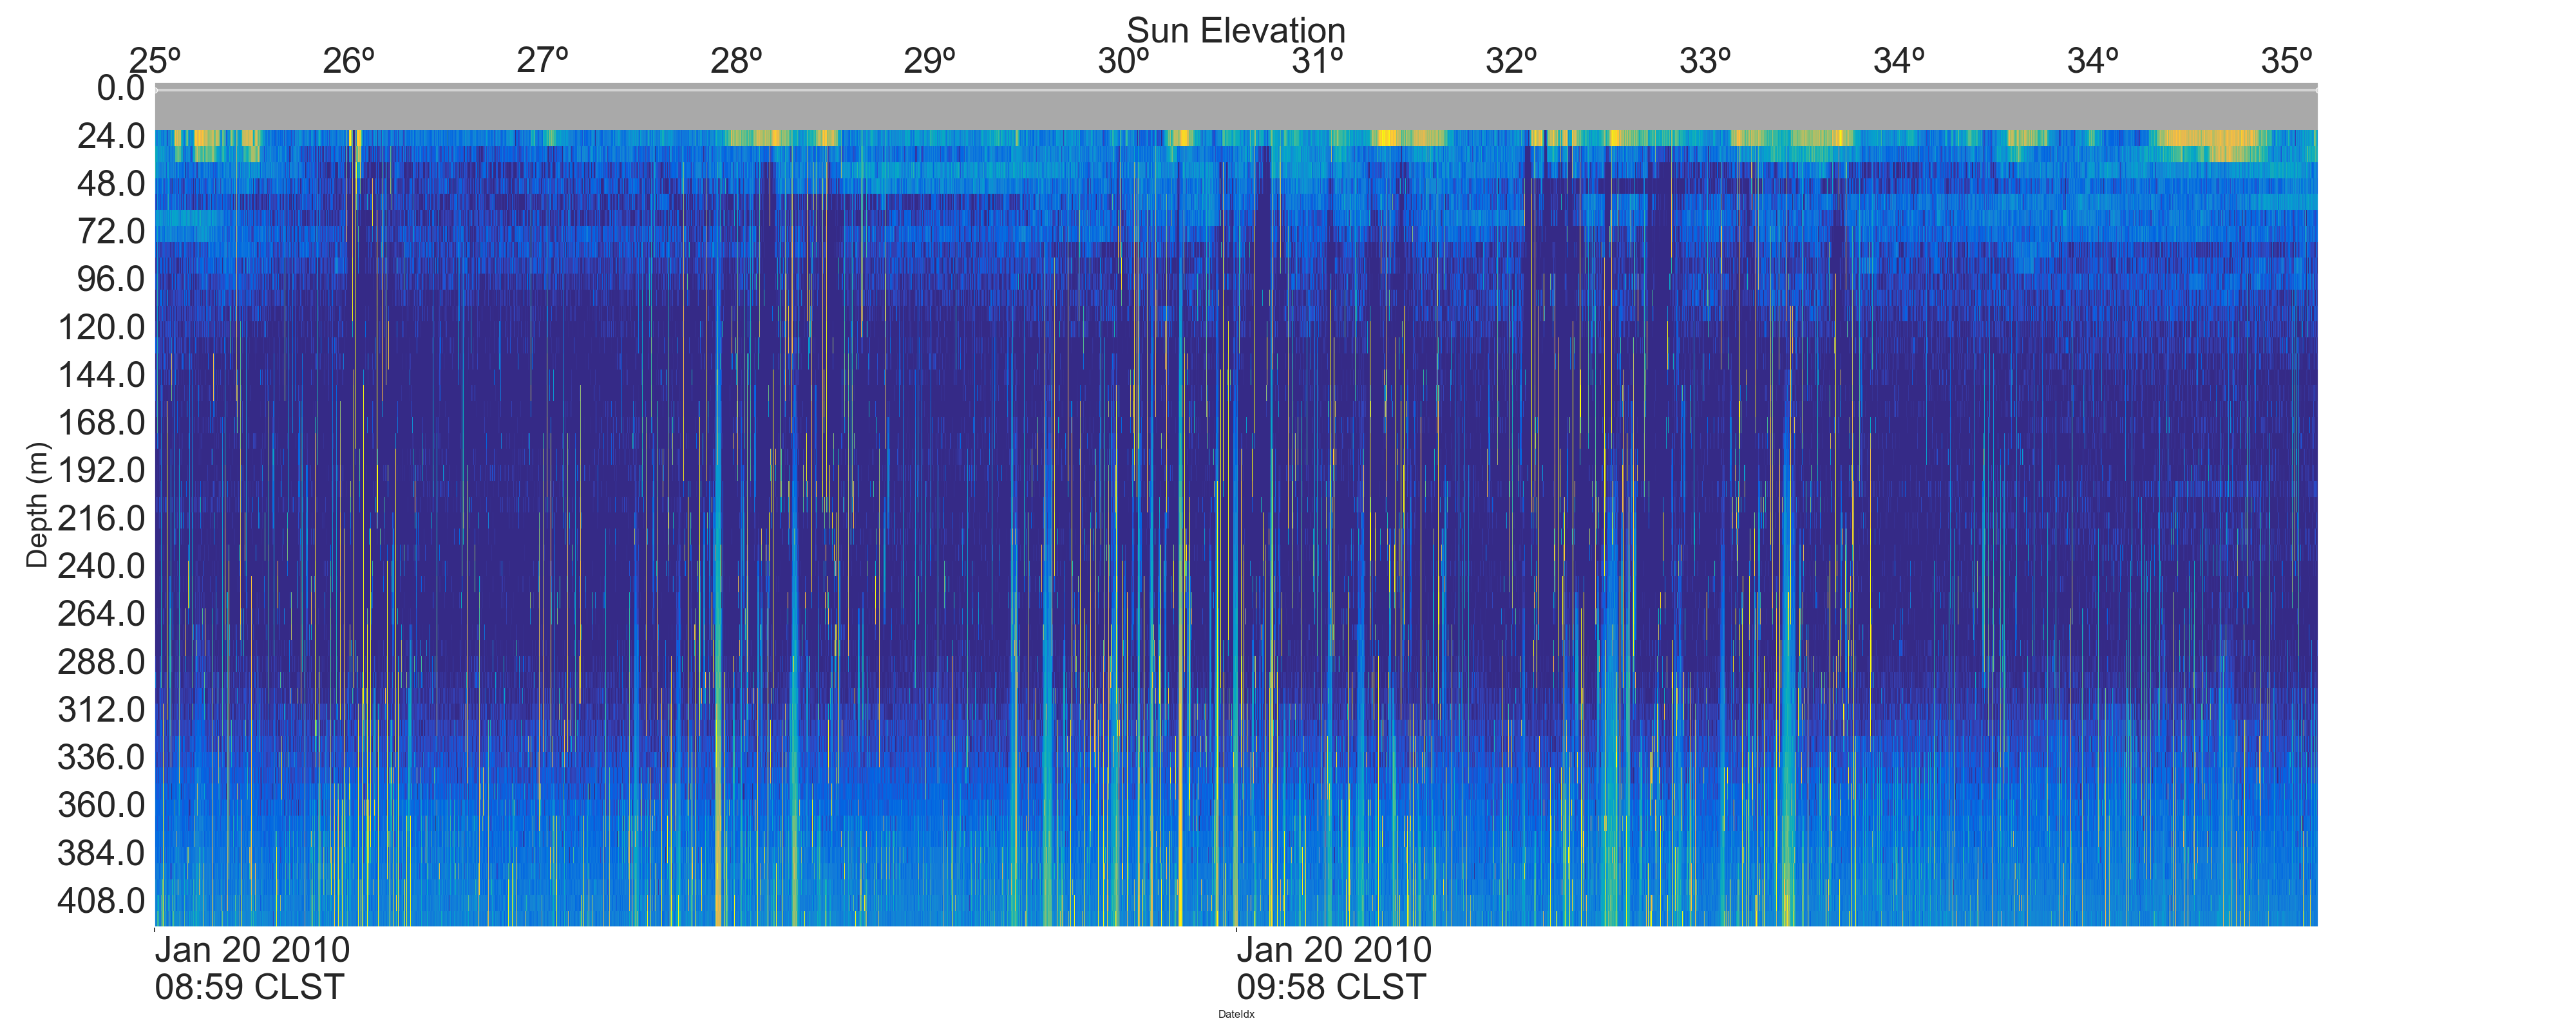 Sun Elevation
25º 26º 27º 28º 29º 30º 31º 32º 33º 34º 34º 35º
0.0
24.0
48.0
72.0
96.0
120.0
144.0
168.0
192.0
216.0
240.0
264.0
288.0
312.0
336.0
360.0
384.0
408.0
Depth (m)
Jan 20 2010
08:59 CLST
Jan 20 2010
09:58 CLST
DateIdx